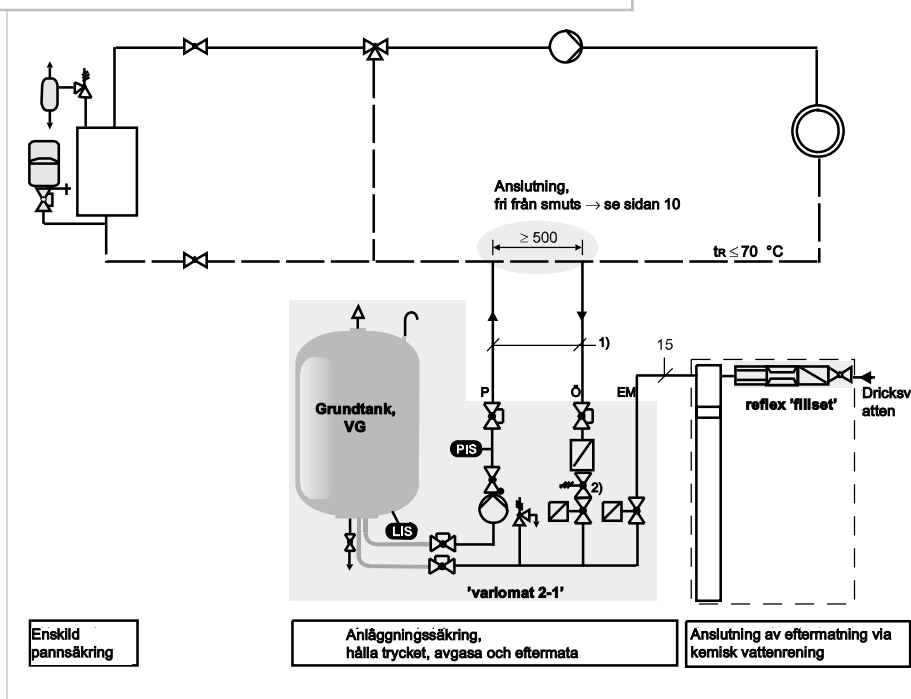 Anslutning,
fri från smuts → se sidan 10
≥ 500
tR ≤ 70 °C
1)
15
P
Ö
EM
Dricksv
atten
reflex 'fillset'
Grundtank,
VG
PIS
2)
LIS
'variomat 2-1'
Enskild
pannsäkring
Anläggningssäkring,
hålla trycket, avgasa och eftermata
Anslutning av eftermatning via
kemisk vattenrening